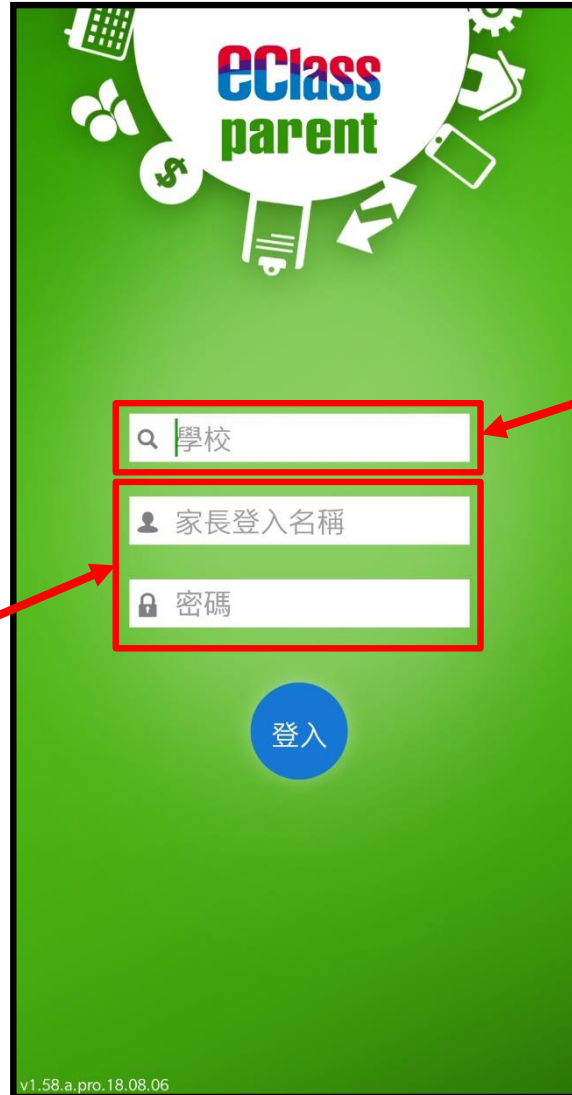 eClass
parent
$
學校
家長登入名稱
密碼
登入
v1.58.a.pro.18.08.06